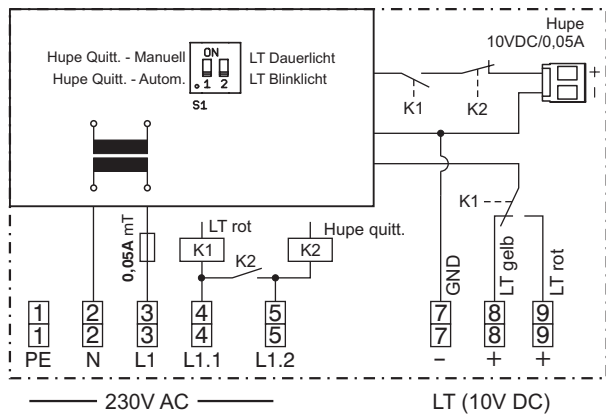 Hupe
10VDC/0,05A
Hupe Quitt. - Manuell
ON
LT Dauerlicht
Hupe Quitt. - Autom.
1 2
LT Blinklicht
S1
+
-
K1
K2
K1
0,05A mT
LT rot
Hupe quitt.
K1
K2
K2
GND
LT gelb
LT rot
1 2 3 4 5 7 8 9
1 2 3 4 5 7 8 9
PE N L1 L1.1 L1.2 - + +
230V AC
LT (10V DC)